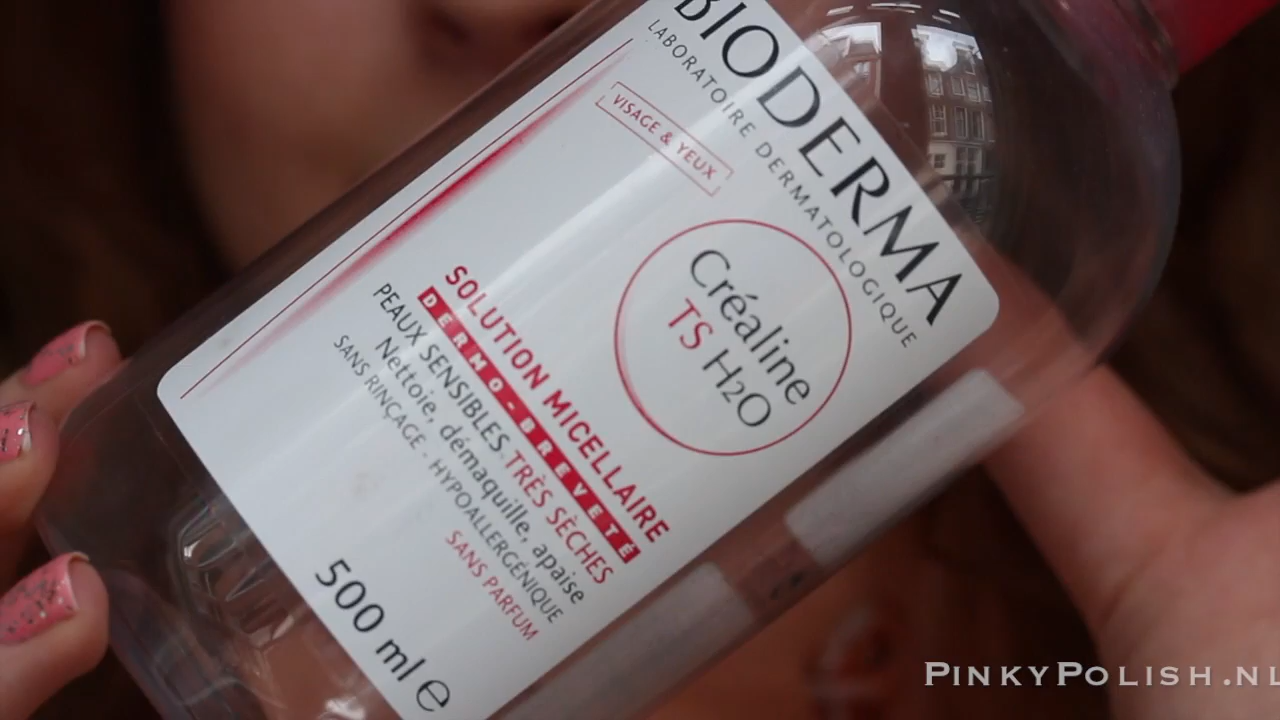 BIODERMA
LABORATOIRE DERMATOLOGIQUE
VISAGE & YEUX
Créaline
TS H2O
SOLUTION MICELLAIRE
DERMO-BREVETÉ
PEAUX SENSIBLES TRÈS SÈCHES
Nettoie, démaquille, apaise
SANS RINÇAGE - HYPOALLERGÉNIQUE
SANS PARFUM
500 ml e
PINKYPOLISH.NL